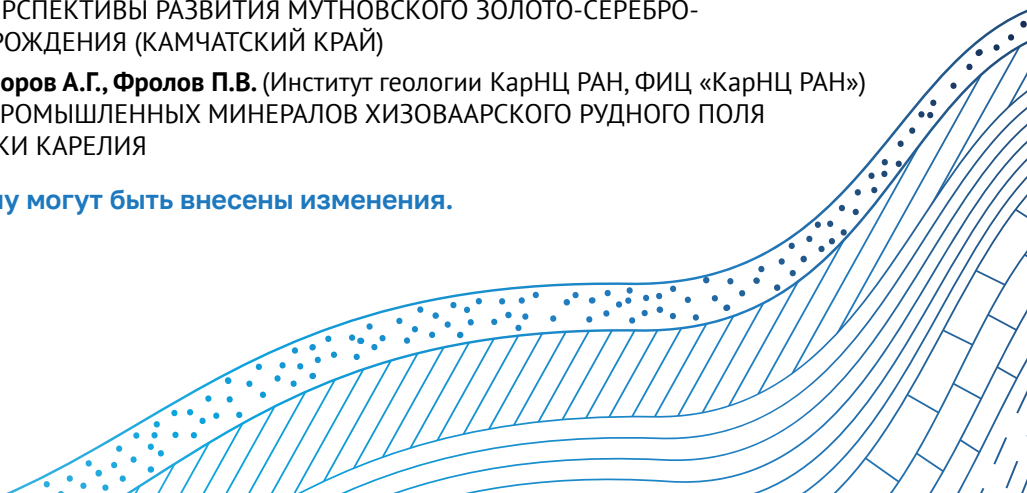 РСПЕКТИВЫ РАЗВИТИЯ МУТНОВСКОГО ЗОЛОТО-СЕРЕБРО-
РОЖДЕНИЯ (КАМЧАТСКИЙ КРАЙ)
оров А.Г., Фролов П.В. (Институт геологии КарНЦ РАН, ФИЦ «КарНЦ РАН»)
РОМЫШЛЕННЫХ МИНЕРАЛОВ ХИЗОВААРСКОГО РУДНОГО ПОЛЯ
КИ КАРЕЛИЯ
у могут быть внесены изменения.